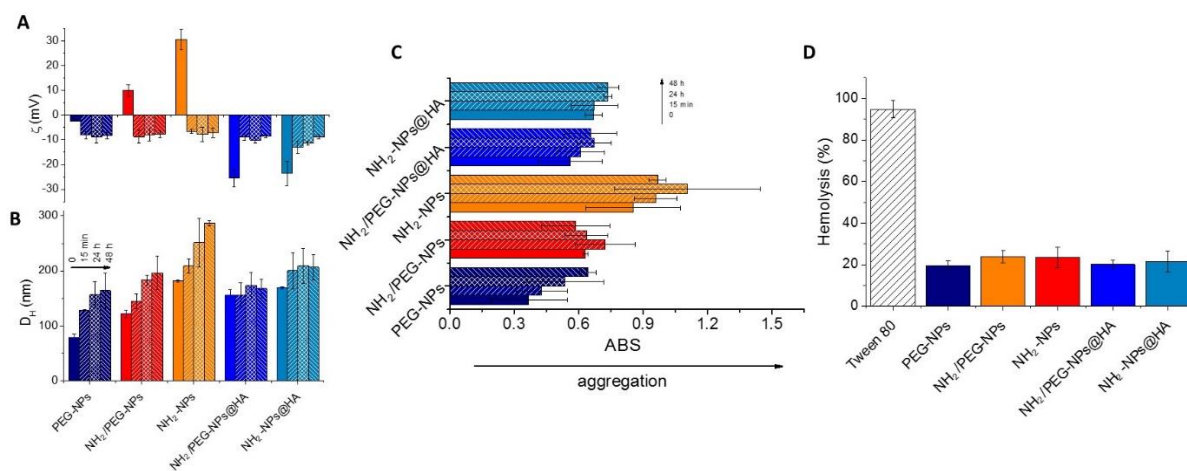 A
30
20
10
0
-10
-20
-30
ζ (mV)
B
300
200
100
0
D_H (nm)
0
15 min
24 h
48 h
PEG-NPs
NH₂/PEG-NPs
NH₂-NPs
NH₂/PEG-NPs@HA
NH₂-NPs@HA
C
48 h
24 h
15 min
0
NH₂-NPs@HA
NH₂/PEG-NPs@HA
NH₂-NPs
NH₂/PEG-NPs
PEG-NPs
0.0 0.3 0.6 0.9 1.2 1.5
ABS
aggregation
D
100
80
60
40
20
0
Hemolysis (%)
Tween 80
PEG-NPs
NH₂/PEG-NPs
NH₂-NPs
NH₂/PEG-NPs@HA
NH₂-NPs@HA